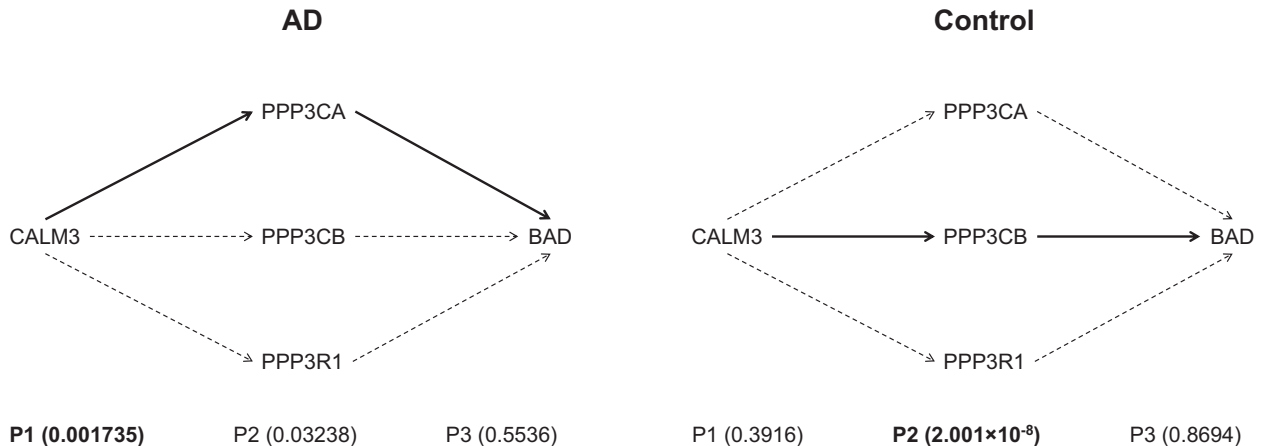 AD Control
PPP3CA PPP3CA
CALM3 PPP3CB BAD CALM3 PPP3CB BAD
PPP3R1 PPP3R1
P1 (0.001735) P2 (0.03238) P3 (0.5536) P1 (0.3916) P2 (2.001×10⁻⁸) P3 (0.8694)